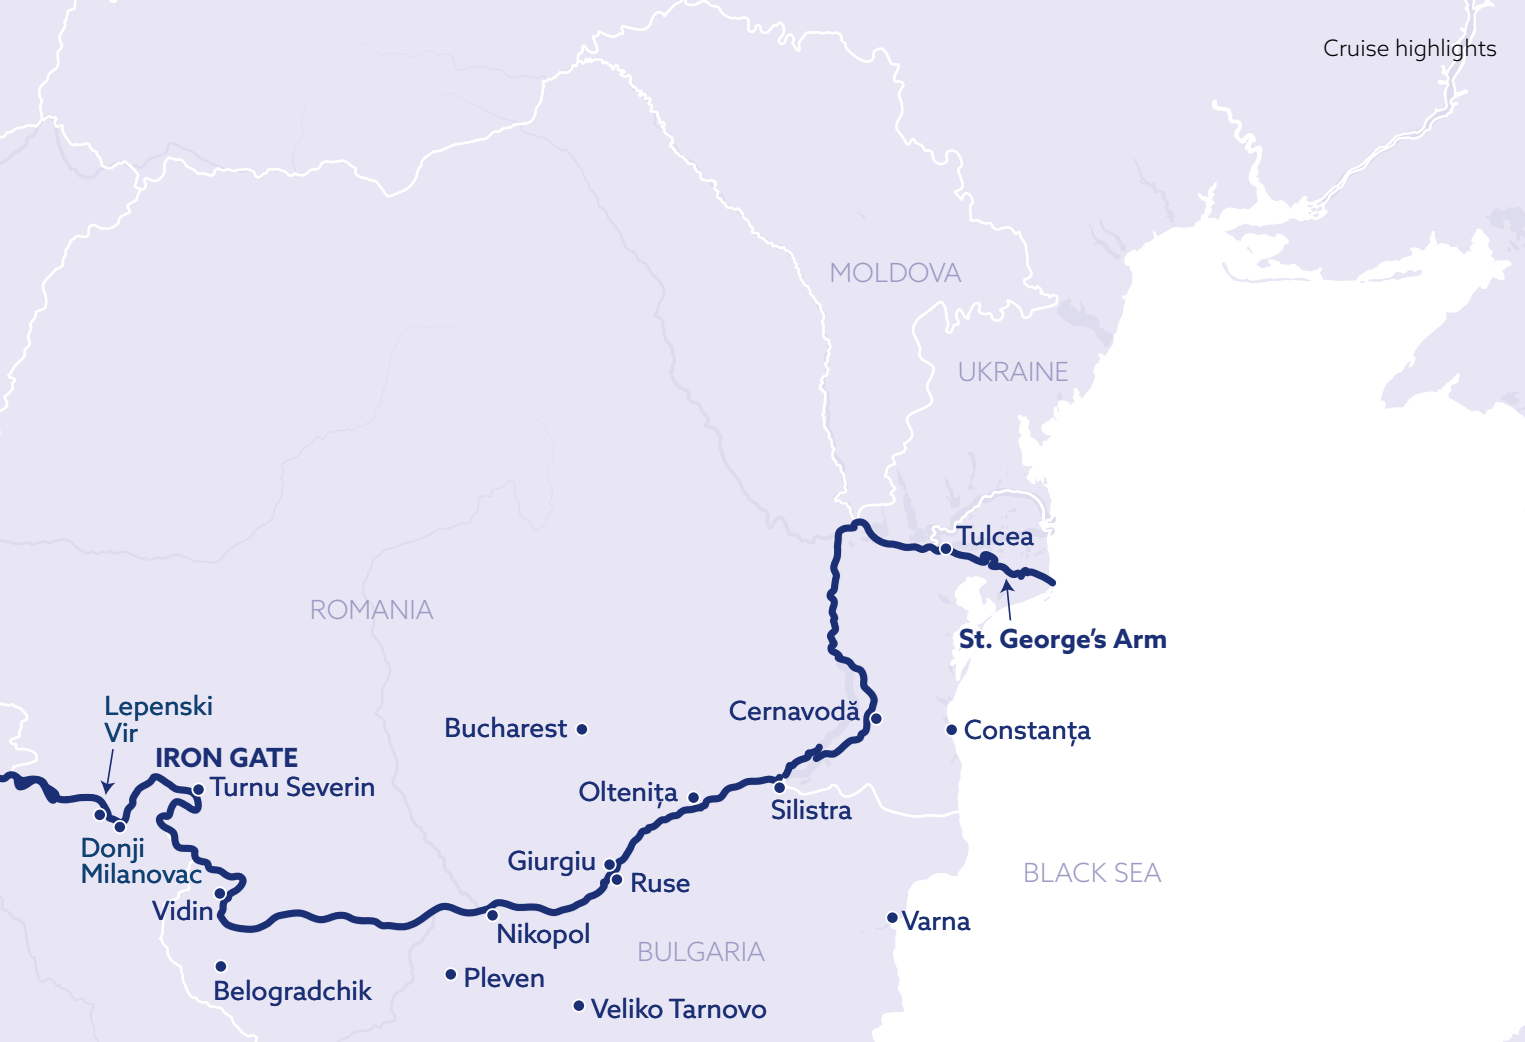 Cruise highlights
MOLDOVA
UKRAINE
Tulcea
ROMANIA
St. George’s Arm
Lepenski
Vir
Cernavodă
Bucharest
Constanța
IRON GATE
Turnu Severin
Oltenița
Silistra
Donji
Milanovac
Giurgiu
Ruse
BLACK SEA
Vidin
Nikopol
Varna
BULGARIA
Belogradchik
Pleven
Veliko Tarnovo